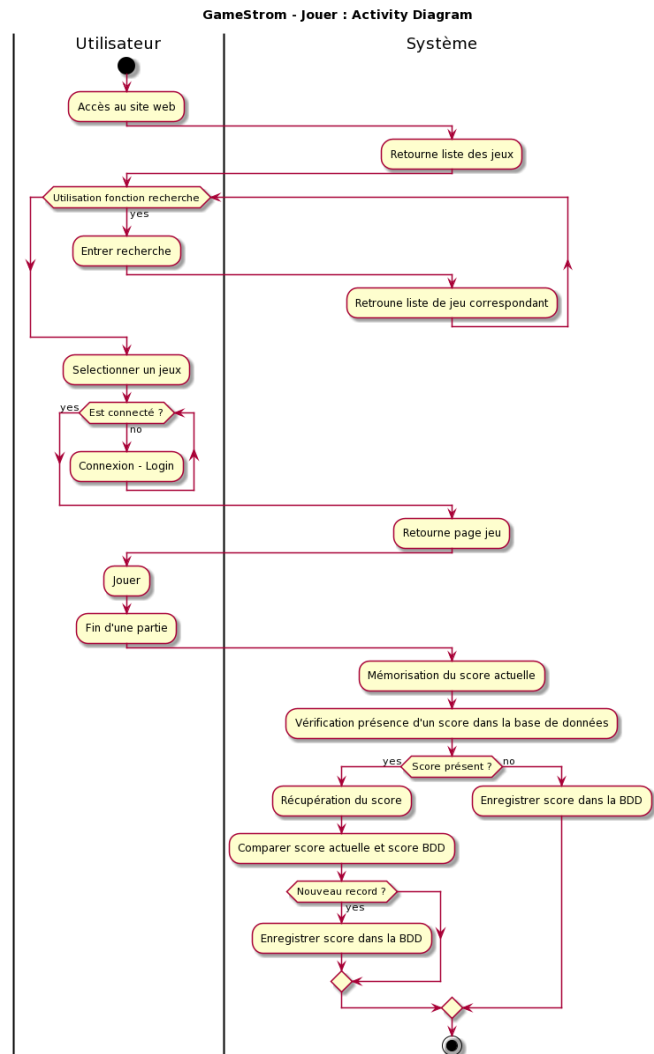 GameStrom - Jouer : Activity Diagram
Utilisateur
Système
Accès au site web
Retourne liste des jeux
Utilisation fonction recherche
yes
Entrer recherche
Retroune liste de jeu correspondant
Selectionner un jeux
yes
Est connecté ?
no
Connexion - Login
Retourne page jeu
Jouer
Fin d'une partie
Mémorisation du score actuelle
Vérification présence d'un score dans la base de données
yes
Score présent ?
no
Récupération du score
Enregistrer score dans la BDD
Comparer score actuelle et score BDD
Nouveau record ?
yes
Enregistrer score dans la BDD